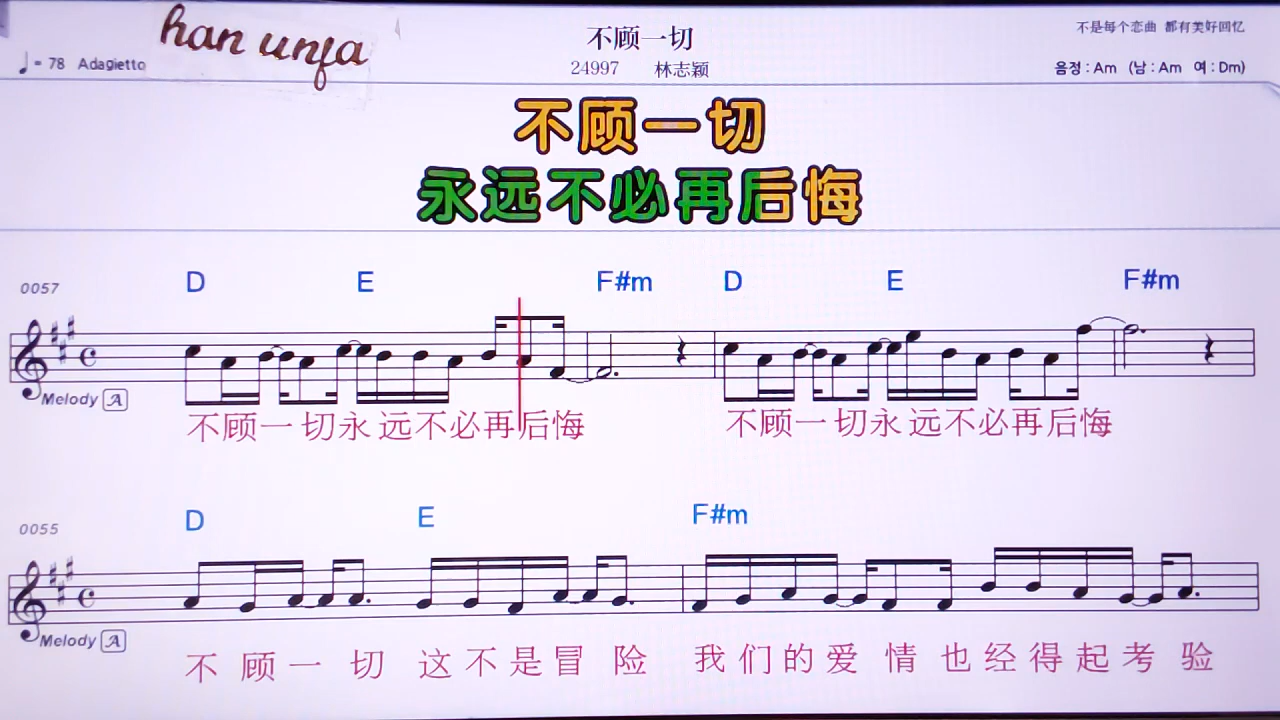 han unfa
♩= 78 Adagietto
不顾一切
24997 林志颖
不是每个恋曲 都有美好回忆
음정 : Am (남 : Am 여 : Dm)
不顾一切
永远不必再后悔
0057
D E F#m D E F#m
Melody A
不顾一切永远不必再后悔 不顾一切永远不必再后悔
0055
D E F#m
Melody A
不顾一切 这不是冒险 我们的爱情也经得起考验